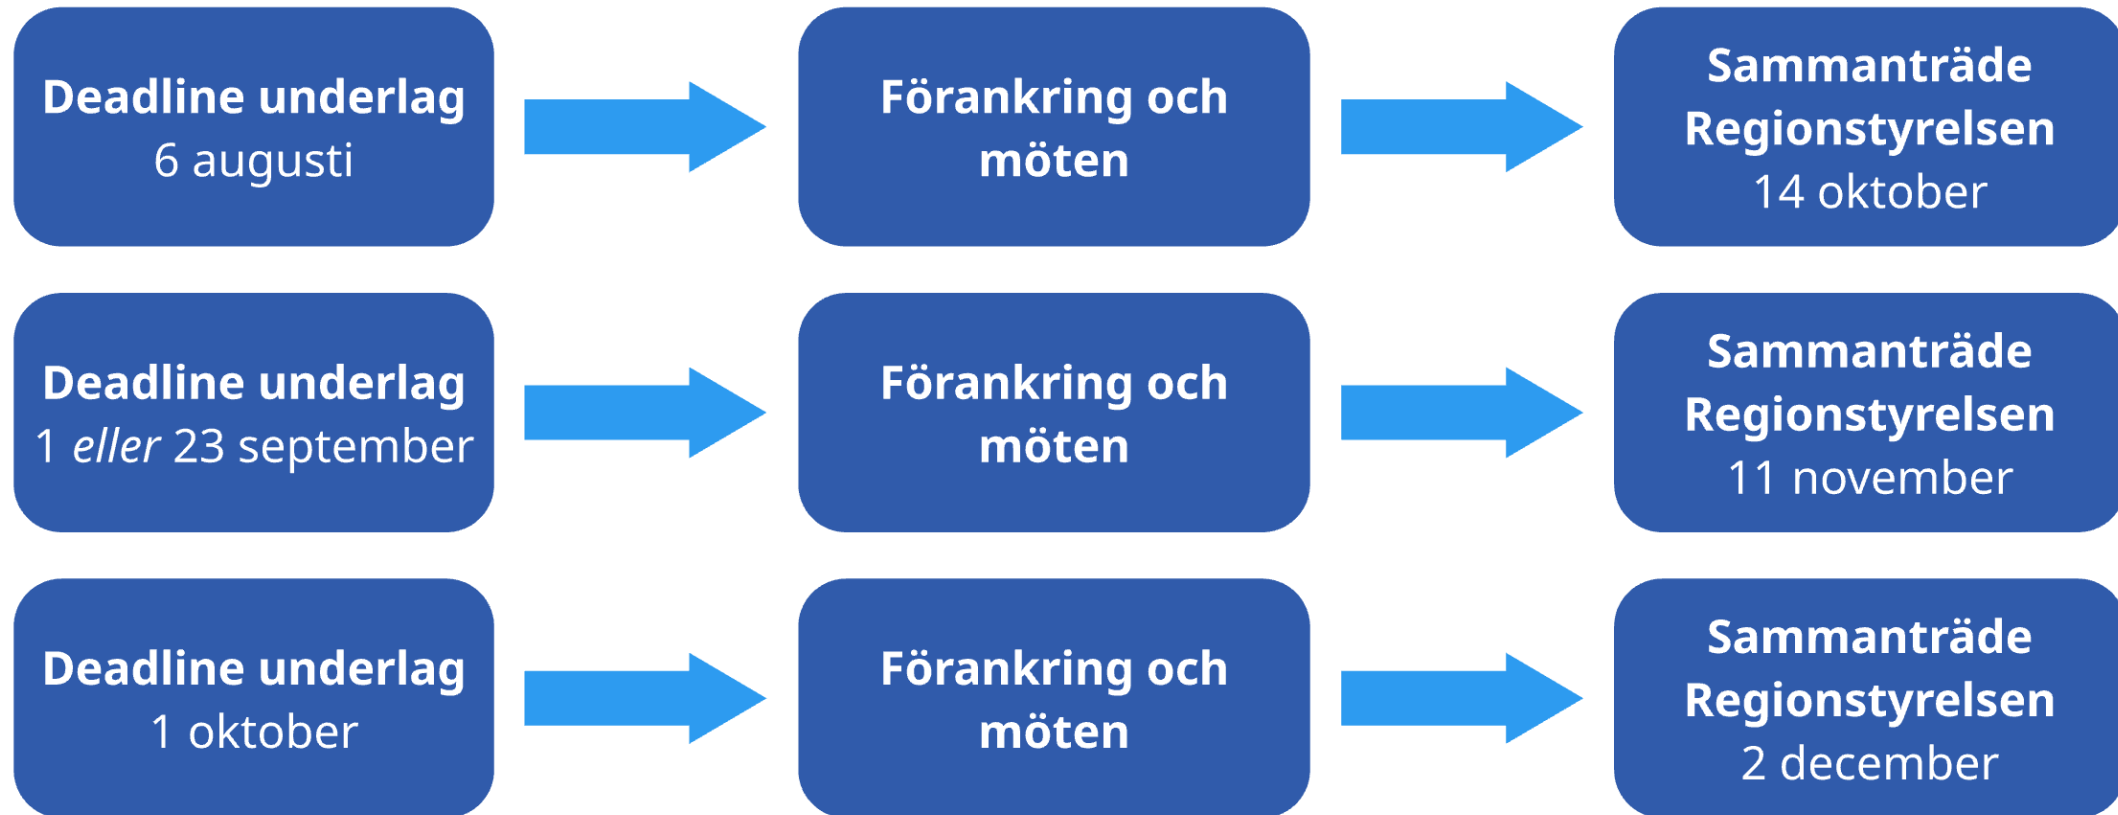 Deadline underlag
6 augusti
Förankring och
möten
Sammanträde
Regionstyrelsen
14 oktober
Deadline underlag
1 eller 23 september
Förankring och
möten
Sammanträde
Regionstyrelsen
11 november
Deadline underlag
1 oktober
Förankring och
möten
Sammanträde
Regionstyrelsen
2 december